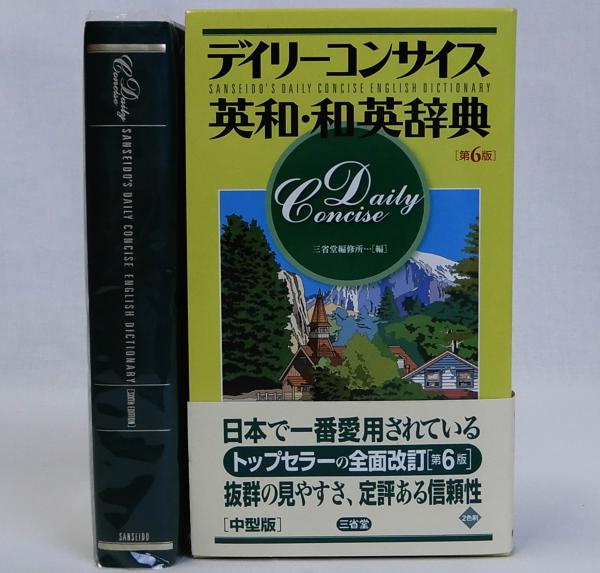 Daily
Concise
SANSEIDO'S DAILY CONCISE ENGLISH DICTIONARY [SIXTH EDITION]
SANSEIDO
デイリーコンサイス
SANSEIDO'S DAILY CONCISE ENGLISH DICTIONARY
英和・和英辞典
[第6版]
Daily
Concise
三省堂編修所…[編]
日本で一番愛用されている
トップセラーの全面改訂[第6版]
抜群の見やすさ、定評ある信頼性
[中型版]
三省堂
2色刷